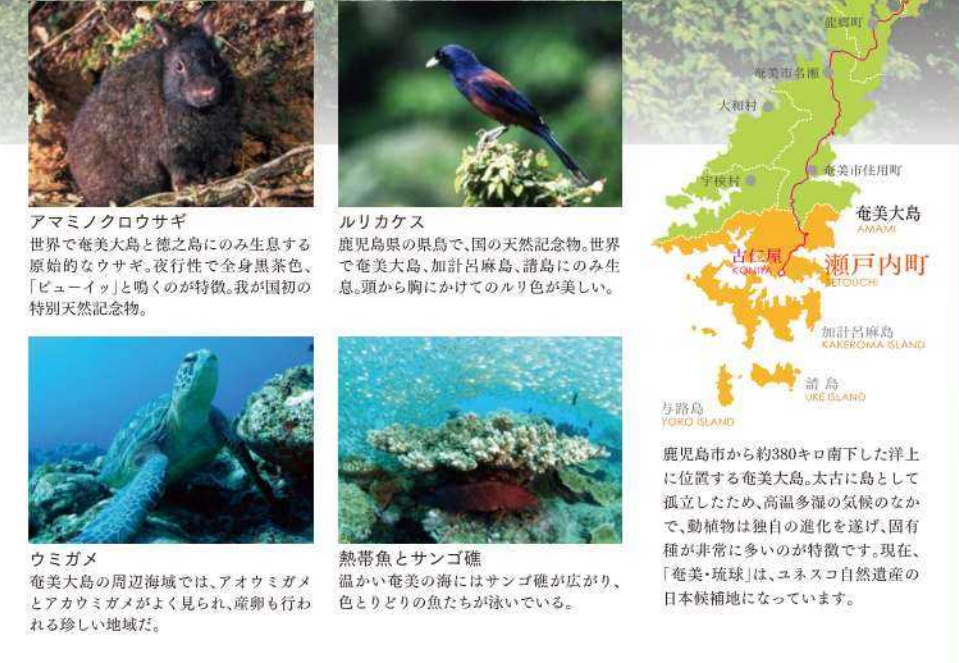 アマミノクロウサギ
世界で奄美大島と徳之島にのみ生息する
原始的なウサギ。夜行性で全身黒茶色、
「ピューイッ」と鳴くのが特徴。我が国初の
特別天然記念物。
ルリカケス
鹿児島県の県鳥で、国の天然記念物。世界
で奄美大島、加計呂麻島、請島にのみ生
息。頭から胸にかけてのルリ色が美しい。
ウミガメ
奄美大島の周辺海域では、アオウミガメ
とアカウミガメがよく見られ、産卵も行わ
れる珍しい地域だ。
熱帯魚とサンゴ礁
温かい奄美の海にはサンゴ礁が広がり、
色とりどりの魚たちが泳いでいる。
龍郷町
奄美市名瀬
大和村
奄美市住用町
宇検村
奄美大島
AMAMI
古仁屋
KONIYA
瀬戸内町
SETOUCHI
加計呂麻島
KAKEROMA ISLAND
請島
UKE ISLAND
与路島
YORO ISLAND
鹿児島市から約380キロ南下した洋上
に位置する奄美大島。太古に島として
孤立したため、高温多湿の気候のなか
で、動植物は独自の進化を遂げ、固有
種が非常に多いのが特徴です。現在、
「奄美・琉球」は、ユネスコ自然遺産の
日本候補地になっています。